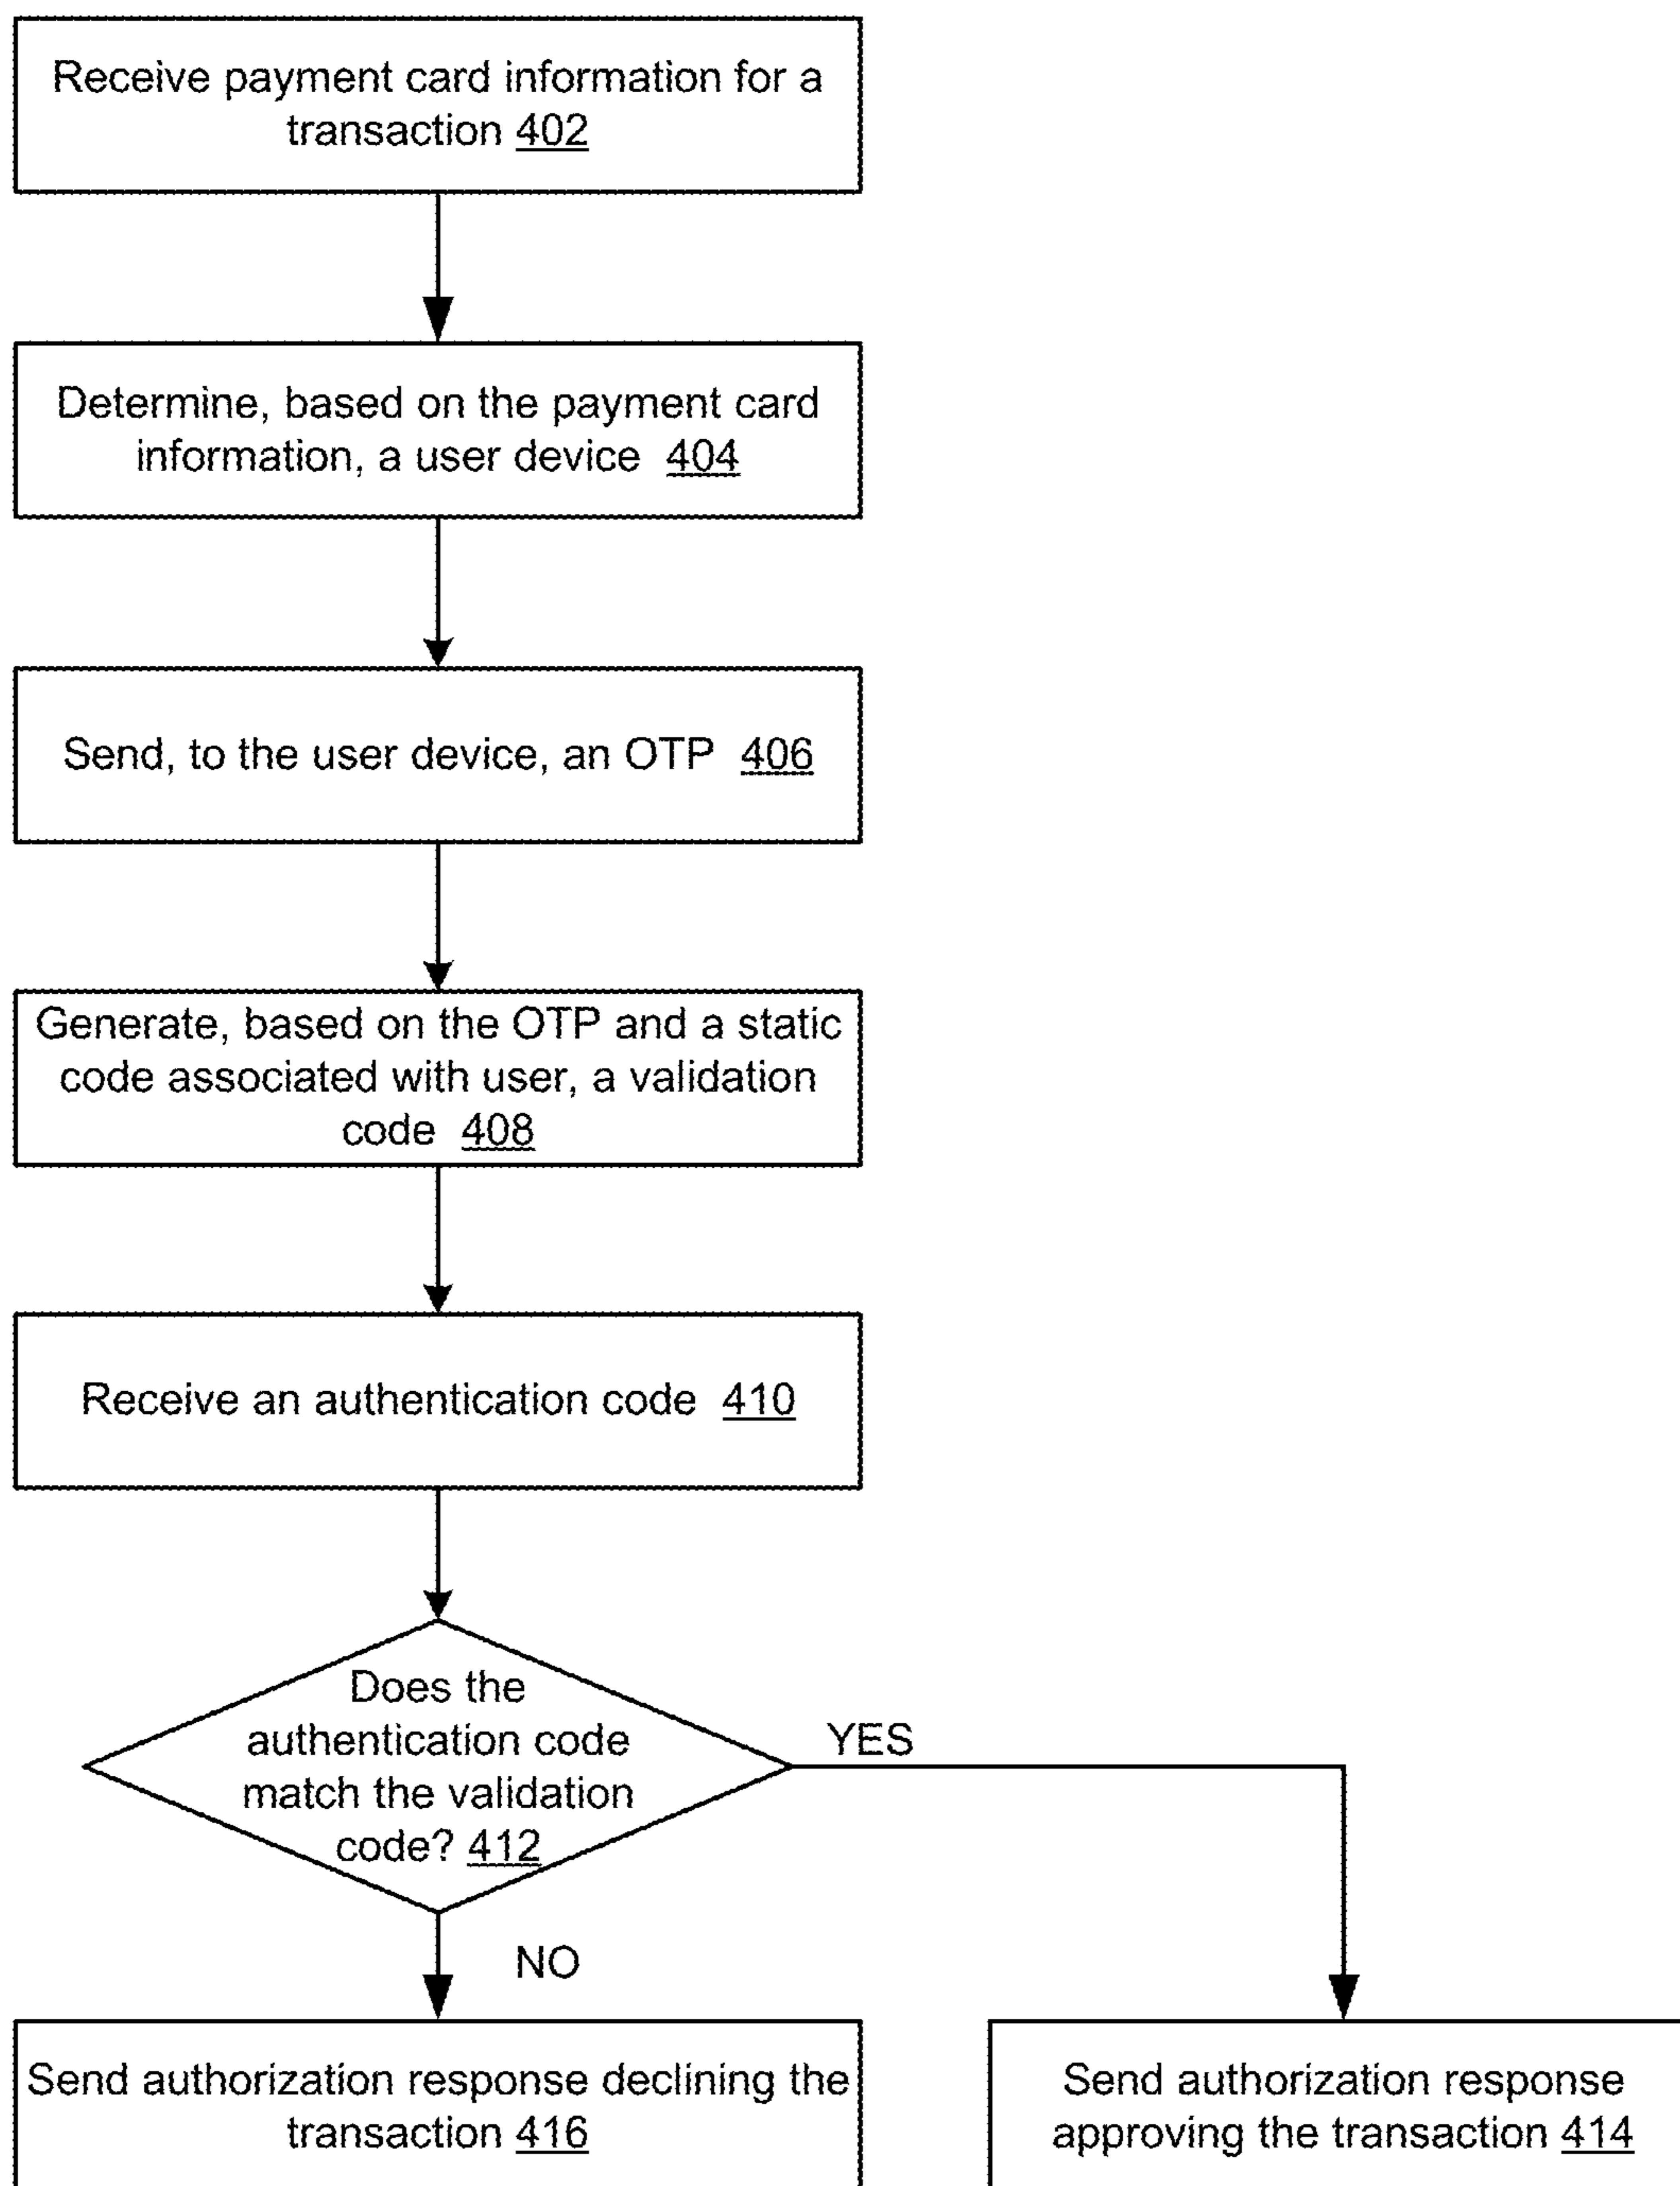 Receive payment card information for a
transaction 402
Determine, based on the payment card
information, a user device 404
Send, to the user device, an OTP 406
Generate, based on the OTP and a static
code associated with user, a validation
code 408
Receive an authentication code 410
Does the
authentication code
match the validation
code? 412
YES
NO
Send authorization response declining the
transaction 416
Send authorization response
approving the transaction 414